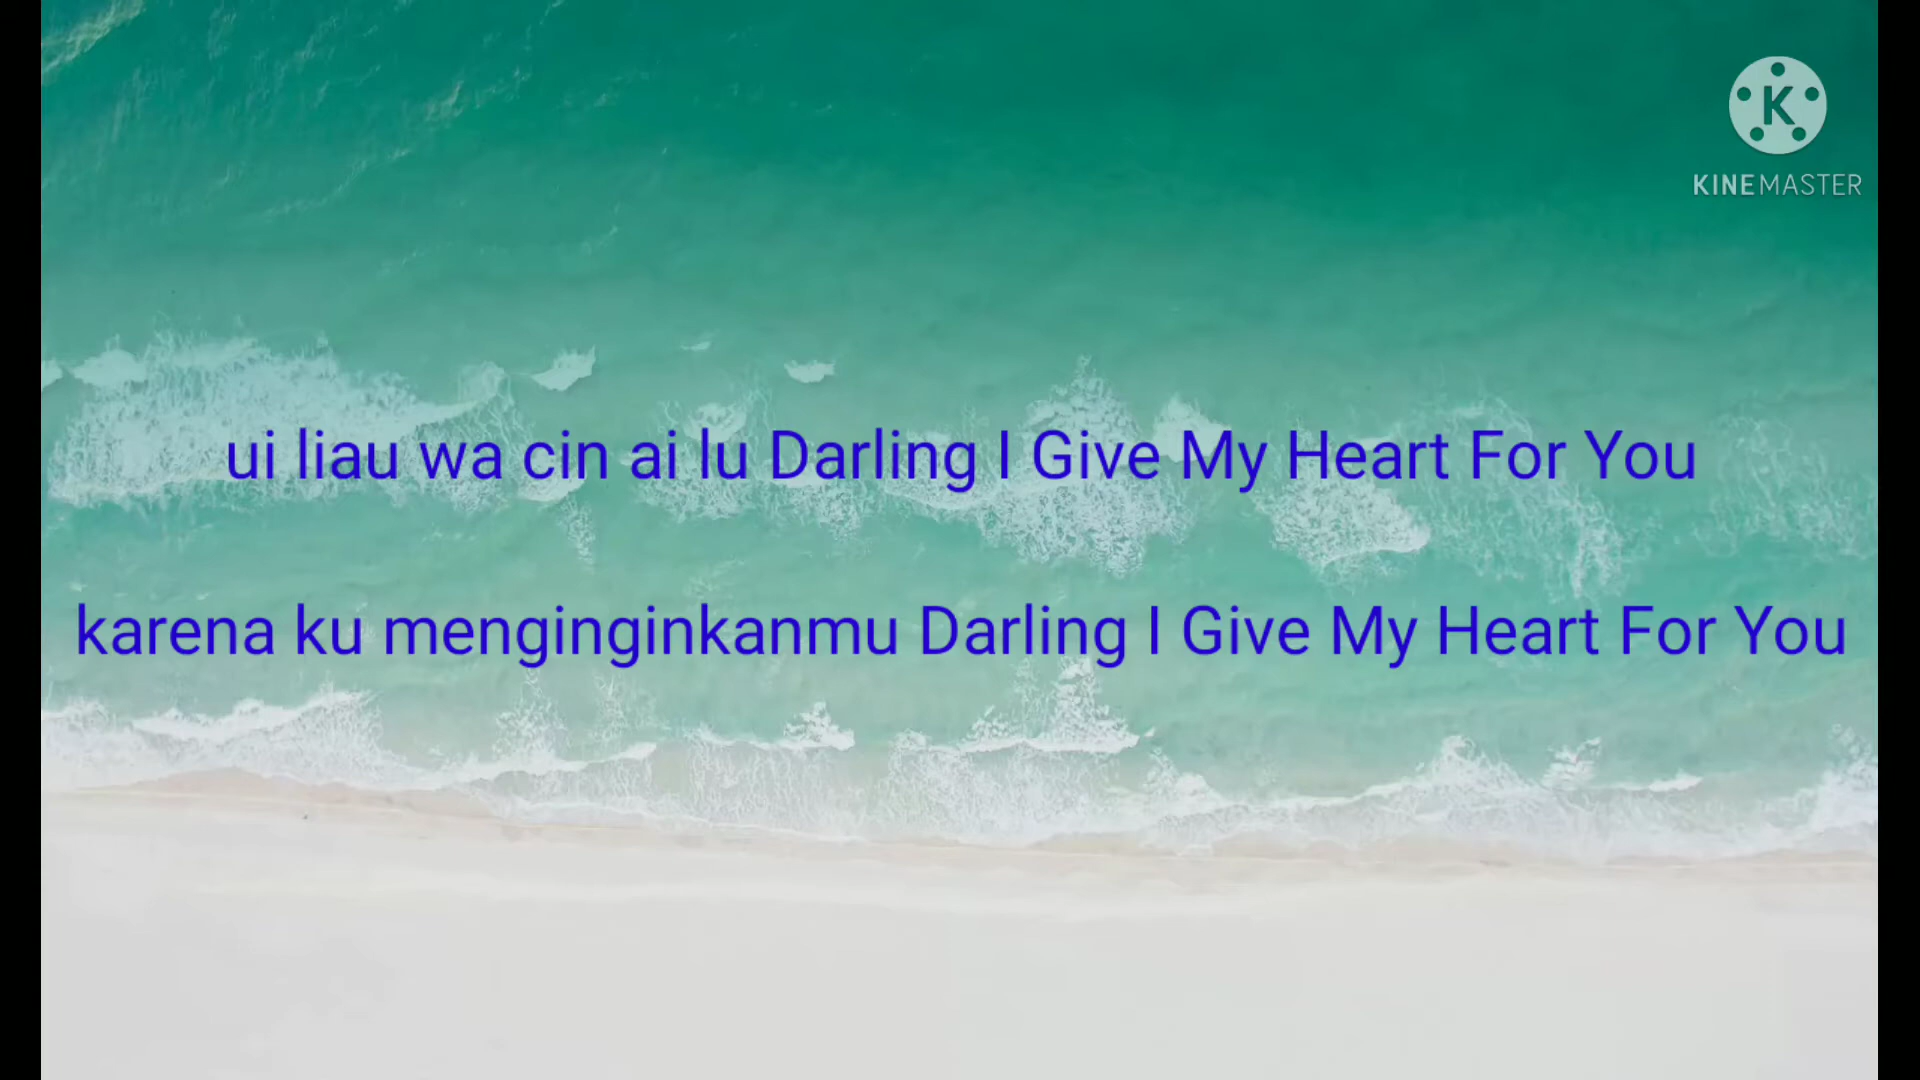 KINEMASTER
ui liau wa cin ai lu Darling I Give My Heart For You
karena ku menginginkanmu Darling I Give My Heart For You